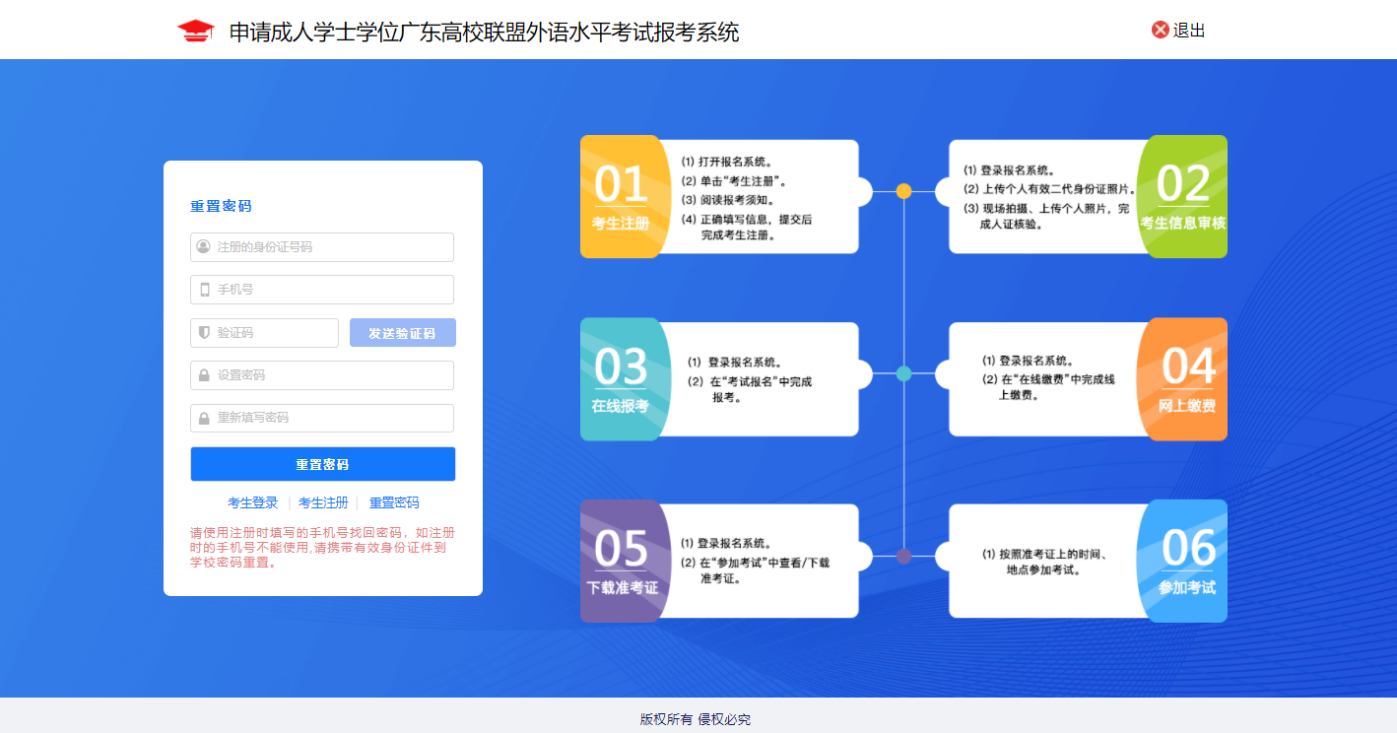 申请成人学士学位广东高校联盟外语水平考试报考系统
退出
重置密码
注册的身份证号码
手机号
验证码
发送验证码
设置密码
重新填写密码
重置密码
考生登录
考生注册
重置密码
请使用注册时填写的手机号找回密码，如注册
时的手机号不能使用,请携带有效身份证件到
学校密码重置。
01
考生注册
(1) 打开报名系统。
(2) 单击“考生注册”。
(3) 阅读报考须知。
(4) 正确填写信息，提交后
完成考生注册。
(1) 登录报名系统。
(2) 上传个人有效二代身份证照片。
(3) 现场拍摄、上传个人照片，完
成人证核验。
02
考生信息审核
03
在线报考
(1) 登录报名系统。
(2) 在“考试报名”中完成
报考。
(1) 登录报名系统。
(2) 在“在线缴费”中完成线
上缴费。
04
网上缴费
05
下载准考证
(1) 登录报名系统。
(2) 在“参加考试”中查看/下载
准考证。
(1) 按照准考证上的时间、
地点参加考试。
06
参加考试
版权所有 侵权必究